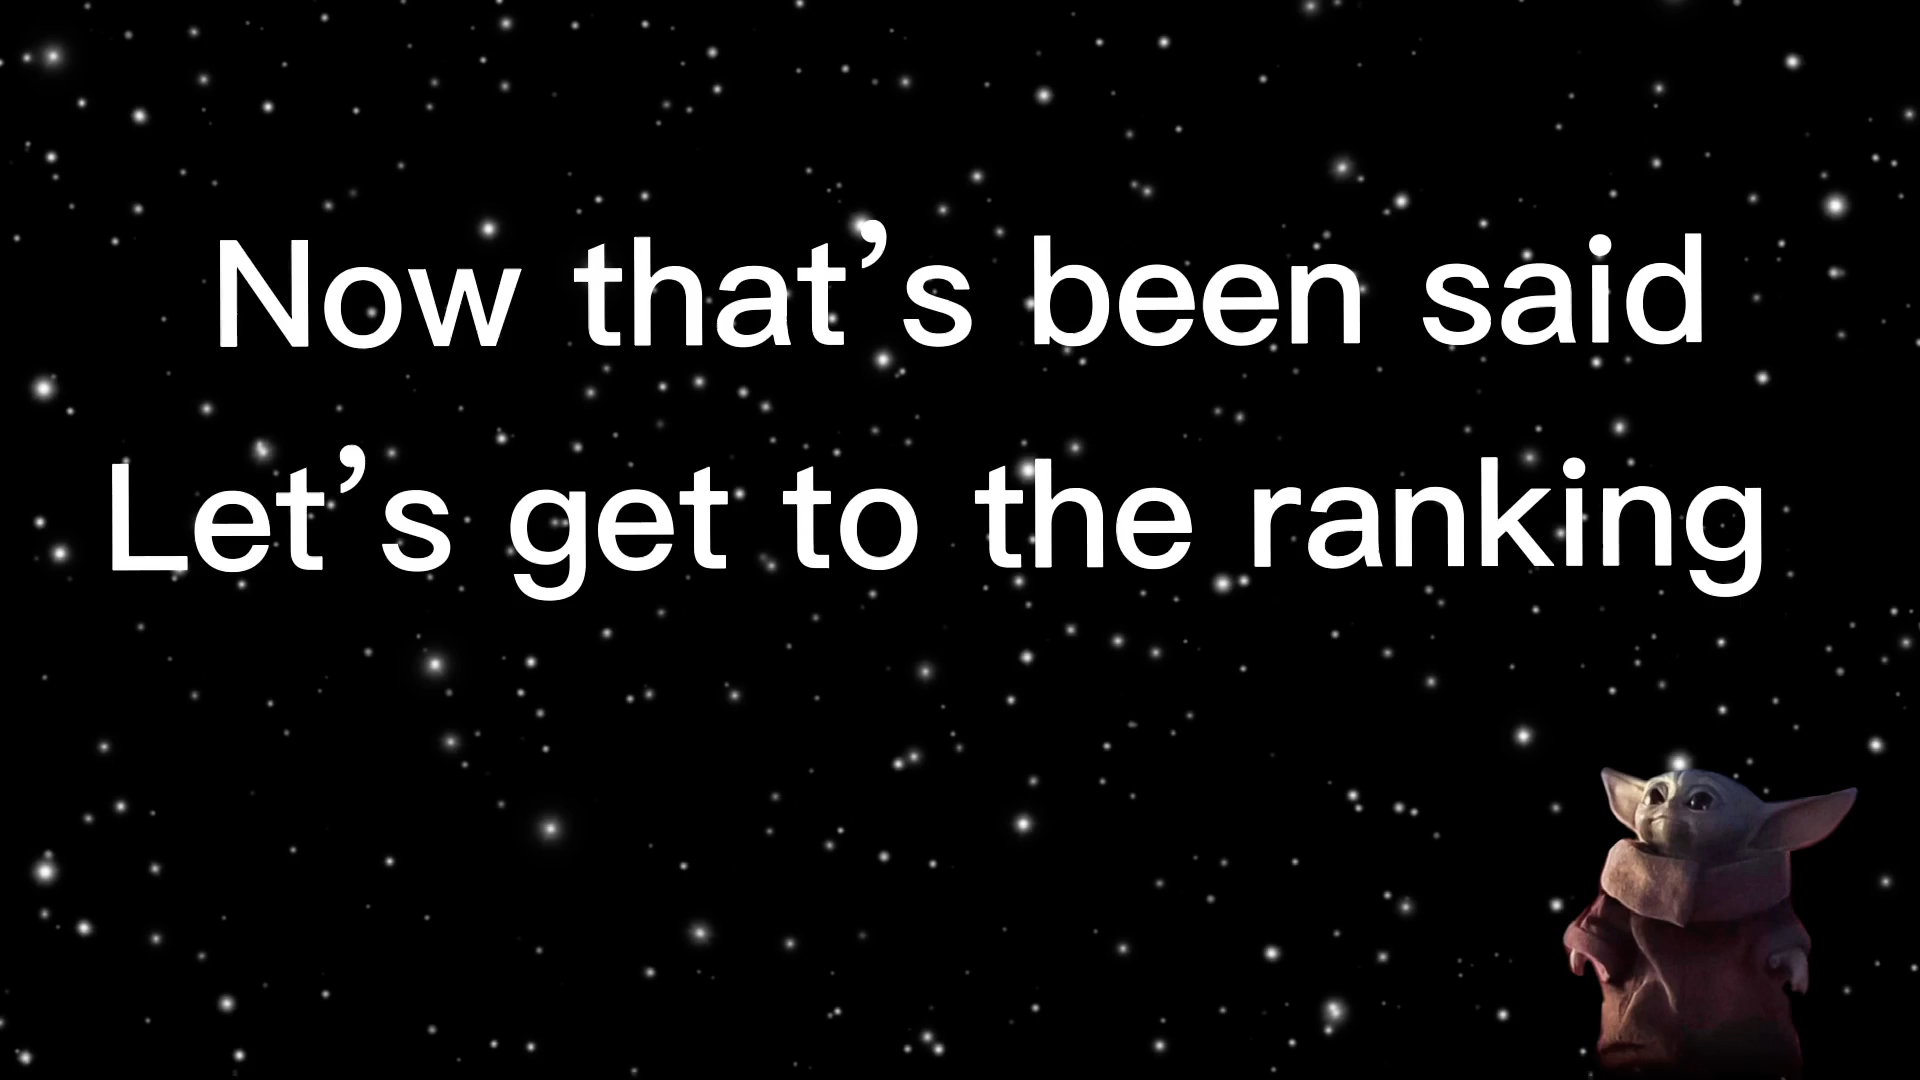 Now that’s been said
Let’s get to the ranking